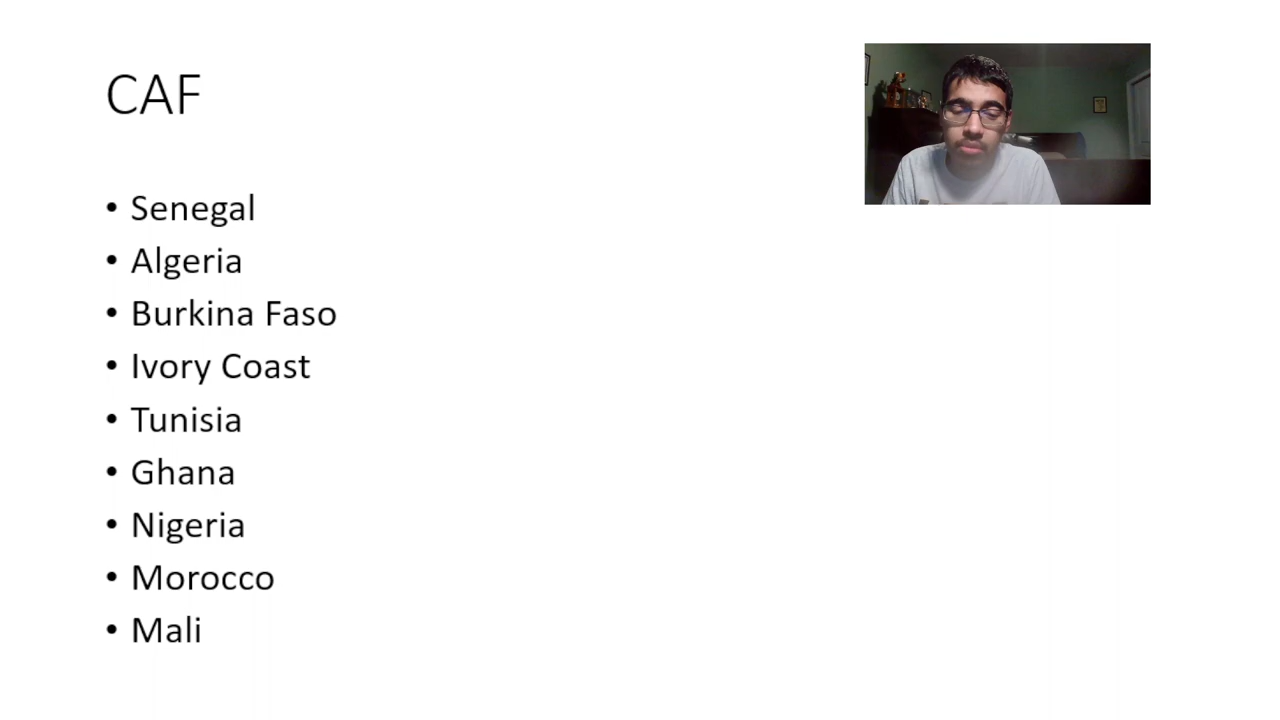 CAF
• Senegal
• Algeria
• Burkina Faso
• Ivory Coast
• Tunisia
• Ghana
• Nigeria
• Morocco
• Mali